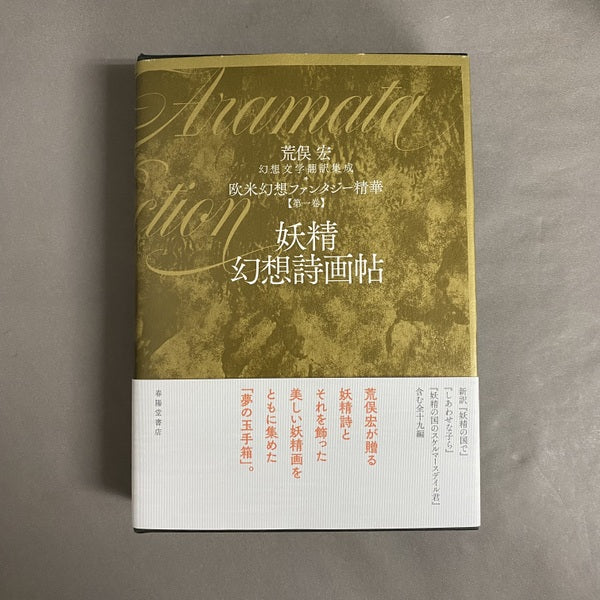 Aramata
ction
荒俣 宏
幻想文学翻訳集成
欧米幻想ファンタジー精華
【第一巻】
妖精
幻想詩画帖
新訳『妖精の国で』
『しあわせな子ら』
『妖精の国のスケルマースデイル君』
含む全十九編
荒俣宏が贈る
妖精詩と
それを飾った
美しい妖精画を
ともに集めた
「夢の玉手箱」。
春陽堂書店